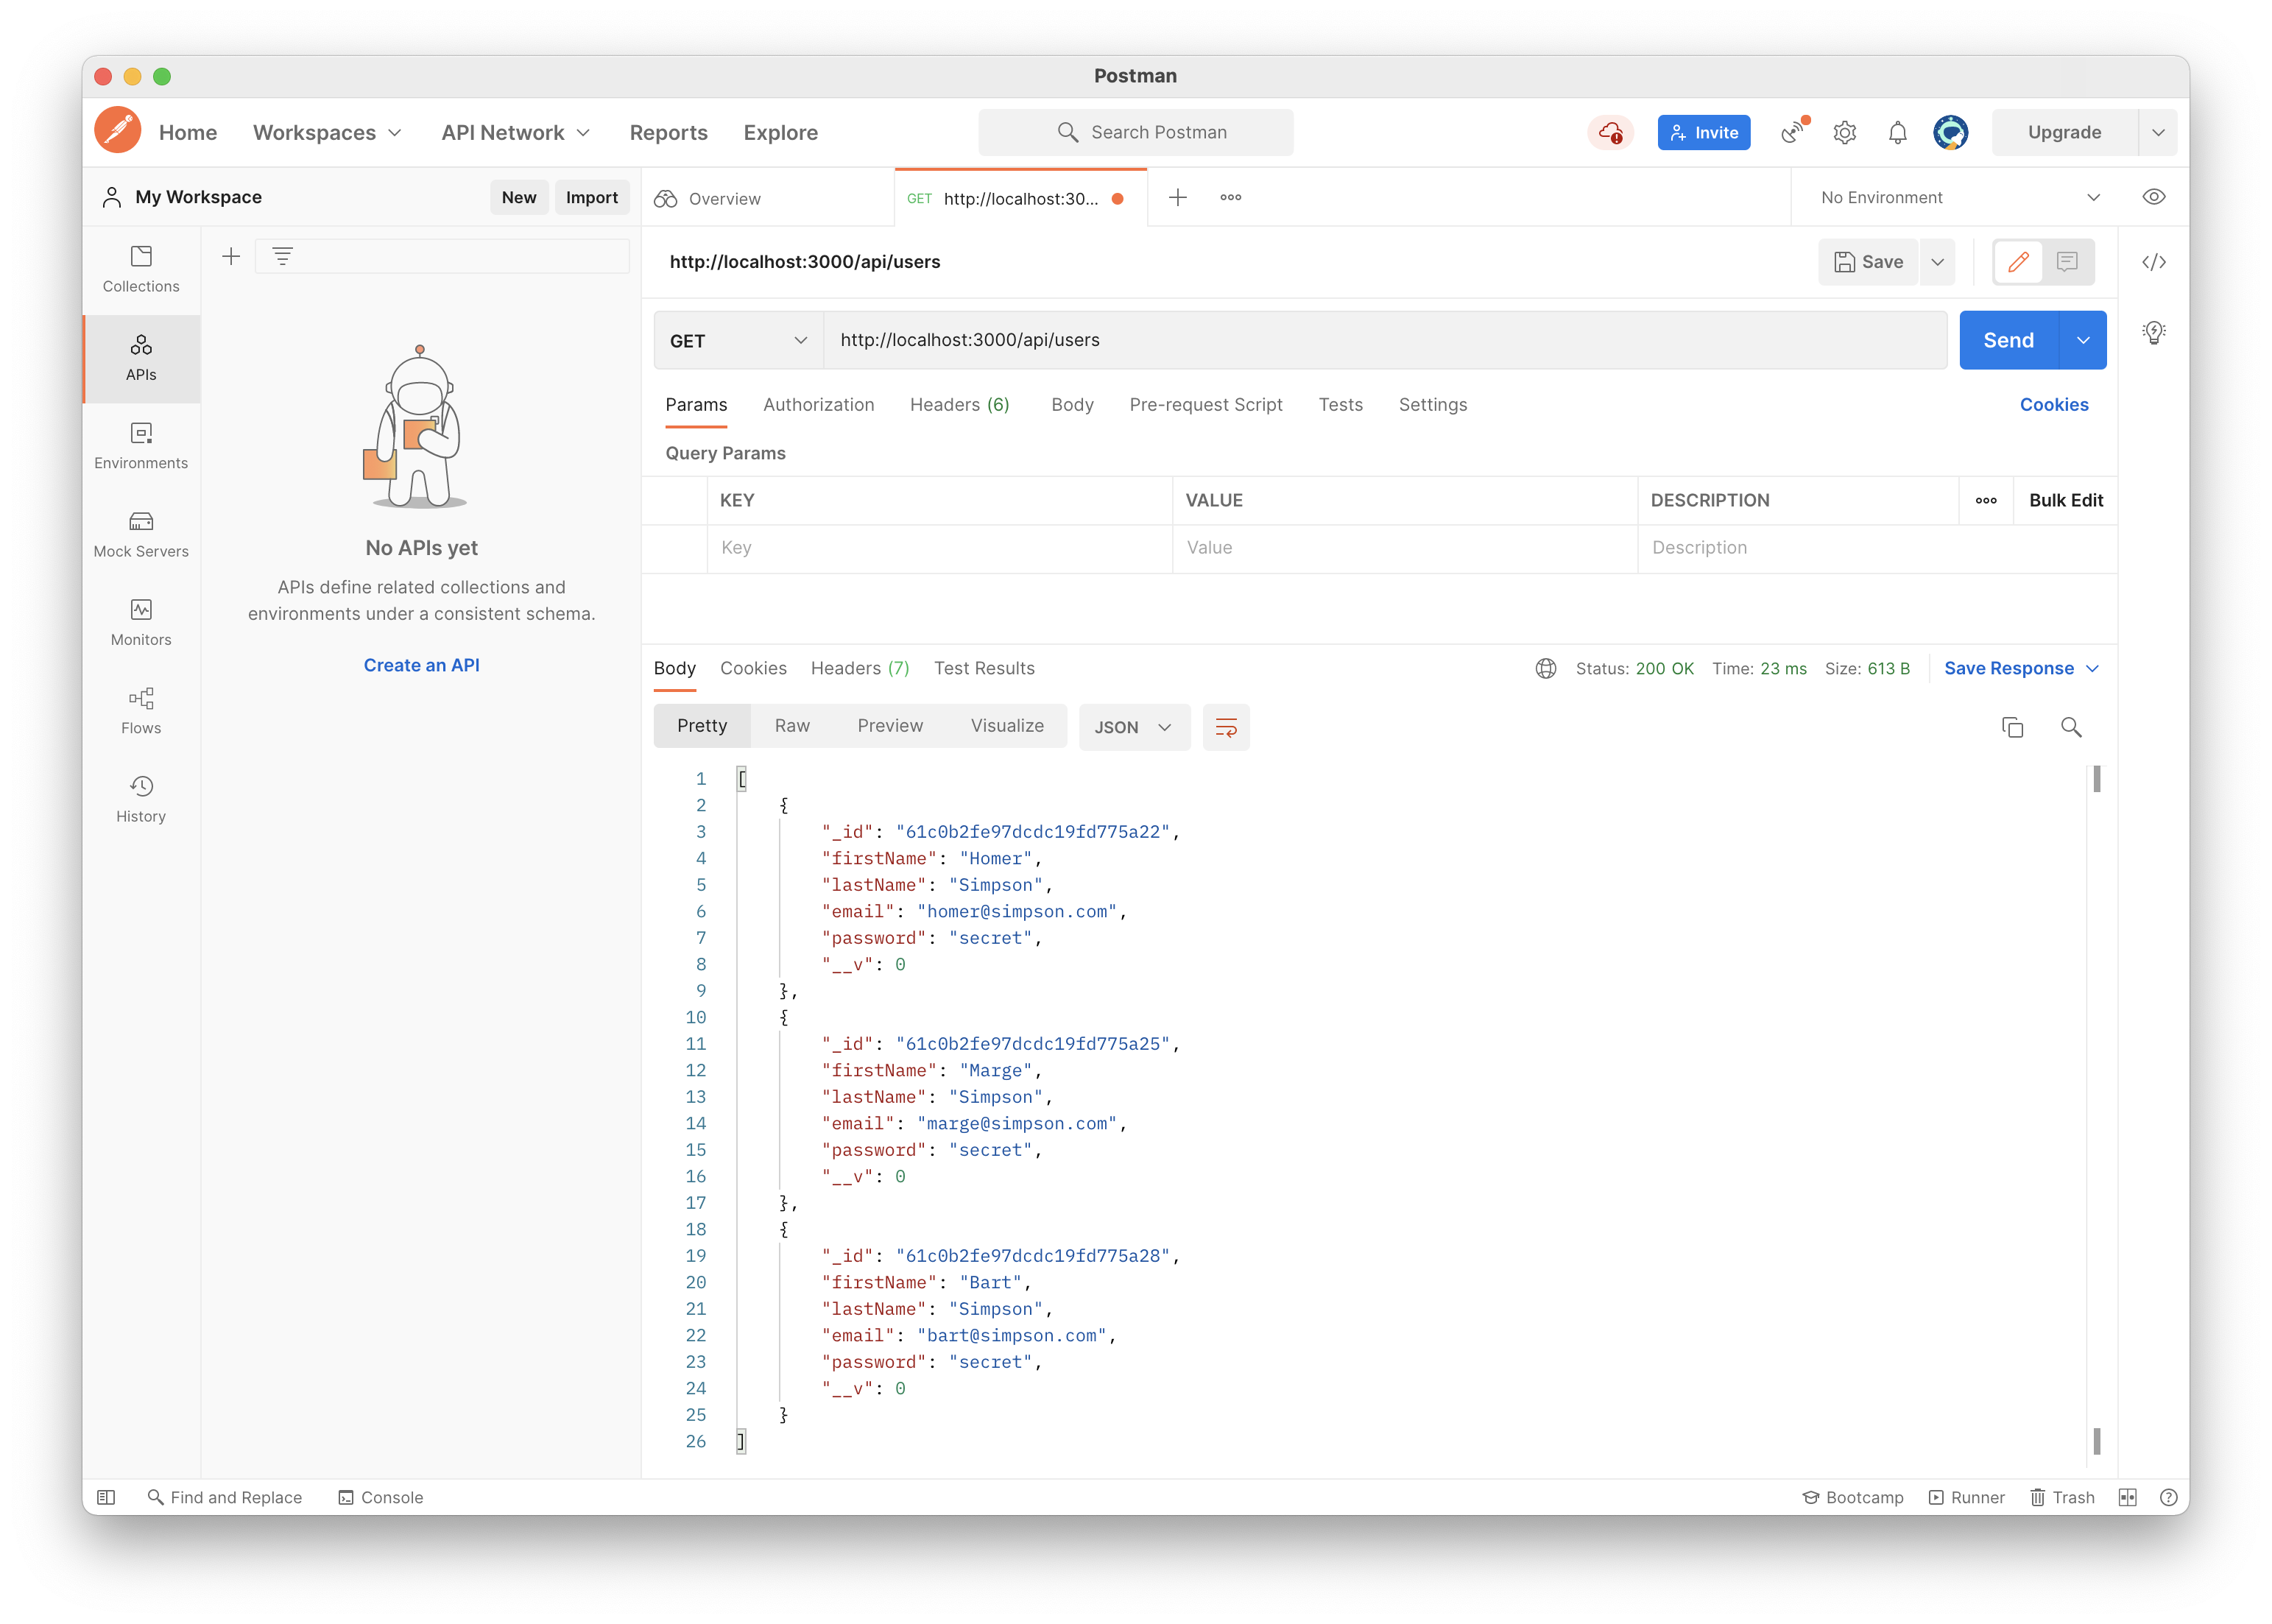 Postman
Home Workspaces API Network Reports Explore Search Postman Invite Upgrade
My Workspace New Import Overview GET http://localhost:30... No Environment
http://localhost:3000/api/users Save
Collections
APIs
Environments
Mock Servers
Monitors
Flows
History
No APIs yet
APIs define related collections and
environments under a consistent schema.
Create an API
GET http://localhost:3000/api/users Send
Params Authorization Headers (6) Body Pre-request Script Tests Settings Cookies
Query Params
KEY VALUE DESCRIPTION Bulk Edit
Key Value Description
Body Cookies Headers (7) Test Results Status: 200 OK Time: 23 ms Size: 613 B Save Response
Pretty Raw Preview Visualize JSON
1 [
2 {
3 "_id": "61c0b2fe97dcdc19fd775a22",
4 "firstName": "Homer",
5 "lastName": "Simpson",
6 "email": "homer@simpson.com",
7 "password": "secret",
8 "__v": 0
9 },
10 {
11 "_id": "61c0b2fe97dcdc19fd775a25",
12 "firstName": "Marge",
13 "lastName": "Simpson",
14 "email": "marge@simpson.com",
15 "password": "secret",
16 "__v": 0
17 },
18 {
19 "_id": "61c0b2fe97dcdc19fd775a28",
20 "firstName": "Bart",
21 "lastName": "Simpson",
22 "email": "bart@simpson.com",
23 "password": "secret",
24 "__v": 0
25 }
26 ]
Find and Replace Console Bootcamp Runner Trash